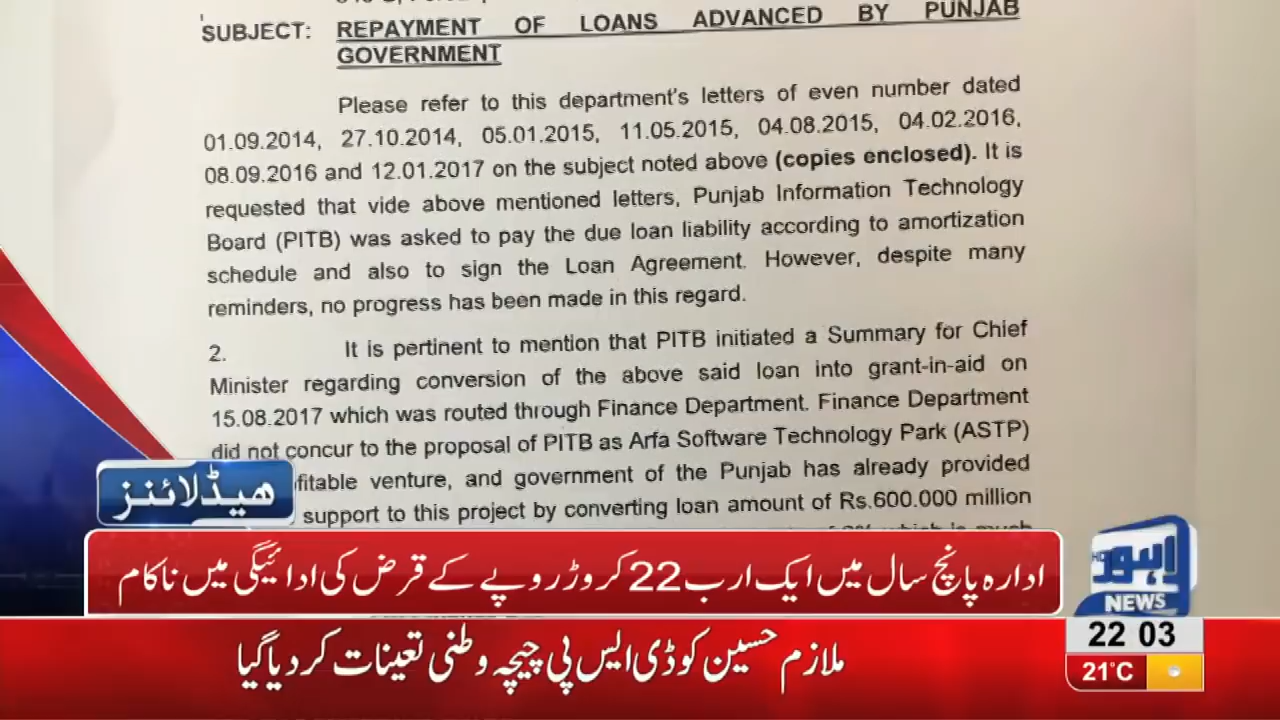 SUBJECT: REPAYMENT OF LOANS ADVANCED BY PUNJAB
GOVERNMENT
Please refer to this department's letters of even number dated
01.09.2014, 27.10.2014, 05.01.2015, 11.05.2015, 04.08.2015, 04.02.2016,
08.09.2016 and 12.01.2017 on the subject noted above (copies enclosed). It is
requested that vide above mentioned letters, Punjab Information Technology
Board (PITB) was asked to pay the due loan liability according to amortization
schedule and also to sign the Loan Agreement. However, despite many
reminders, no progress has been made in this regard.
2. It is pertinent to mention that PITB initiated a Summary for Chief
Minister regarding conversion of the above said loan into grant-in-aid on
15.08.2017 which was routed through Finance Department. Finance Department
did not concur to the proposal of PITB as Arfa Software Technology Park (ASTP)
fitable venture, and government of the Punjab has already provided
support to this project by converting loan amount of Rs.600.000 million
ہیڈلائنز
ادارہ پانچ سال میں ایک ارب 22 کروڑ روپے کے قرض کی ادائیگی میں ناکام
لاہور
HD
NEWS
ملازم حسین کو ڈی ایس پی چیچہ وطنی تعینات کر دیا گیا
22 03
21°C